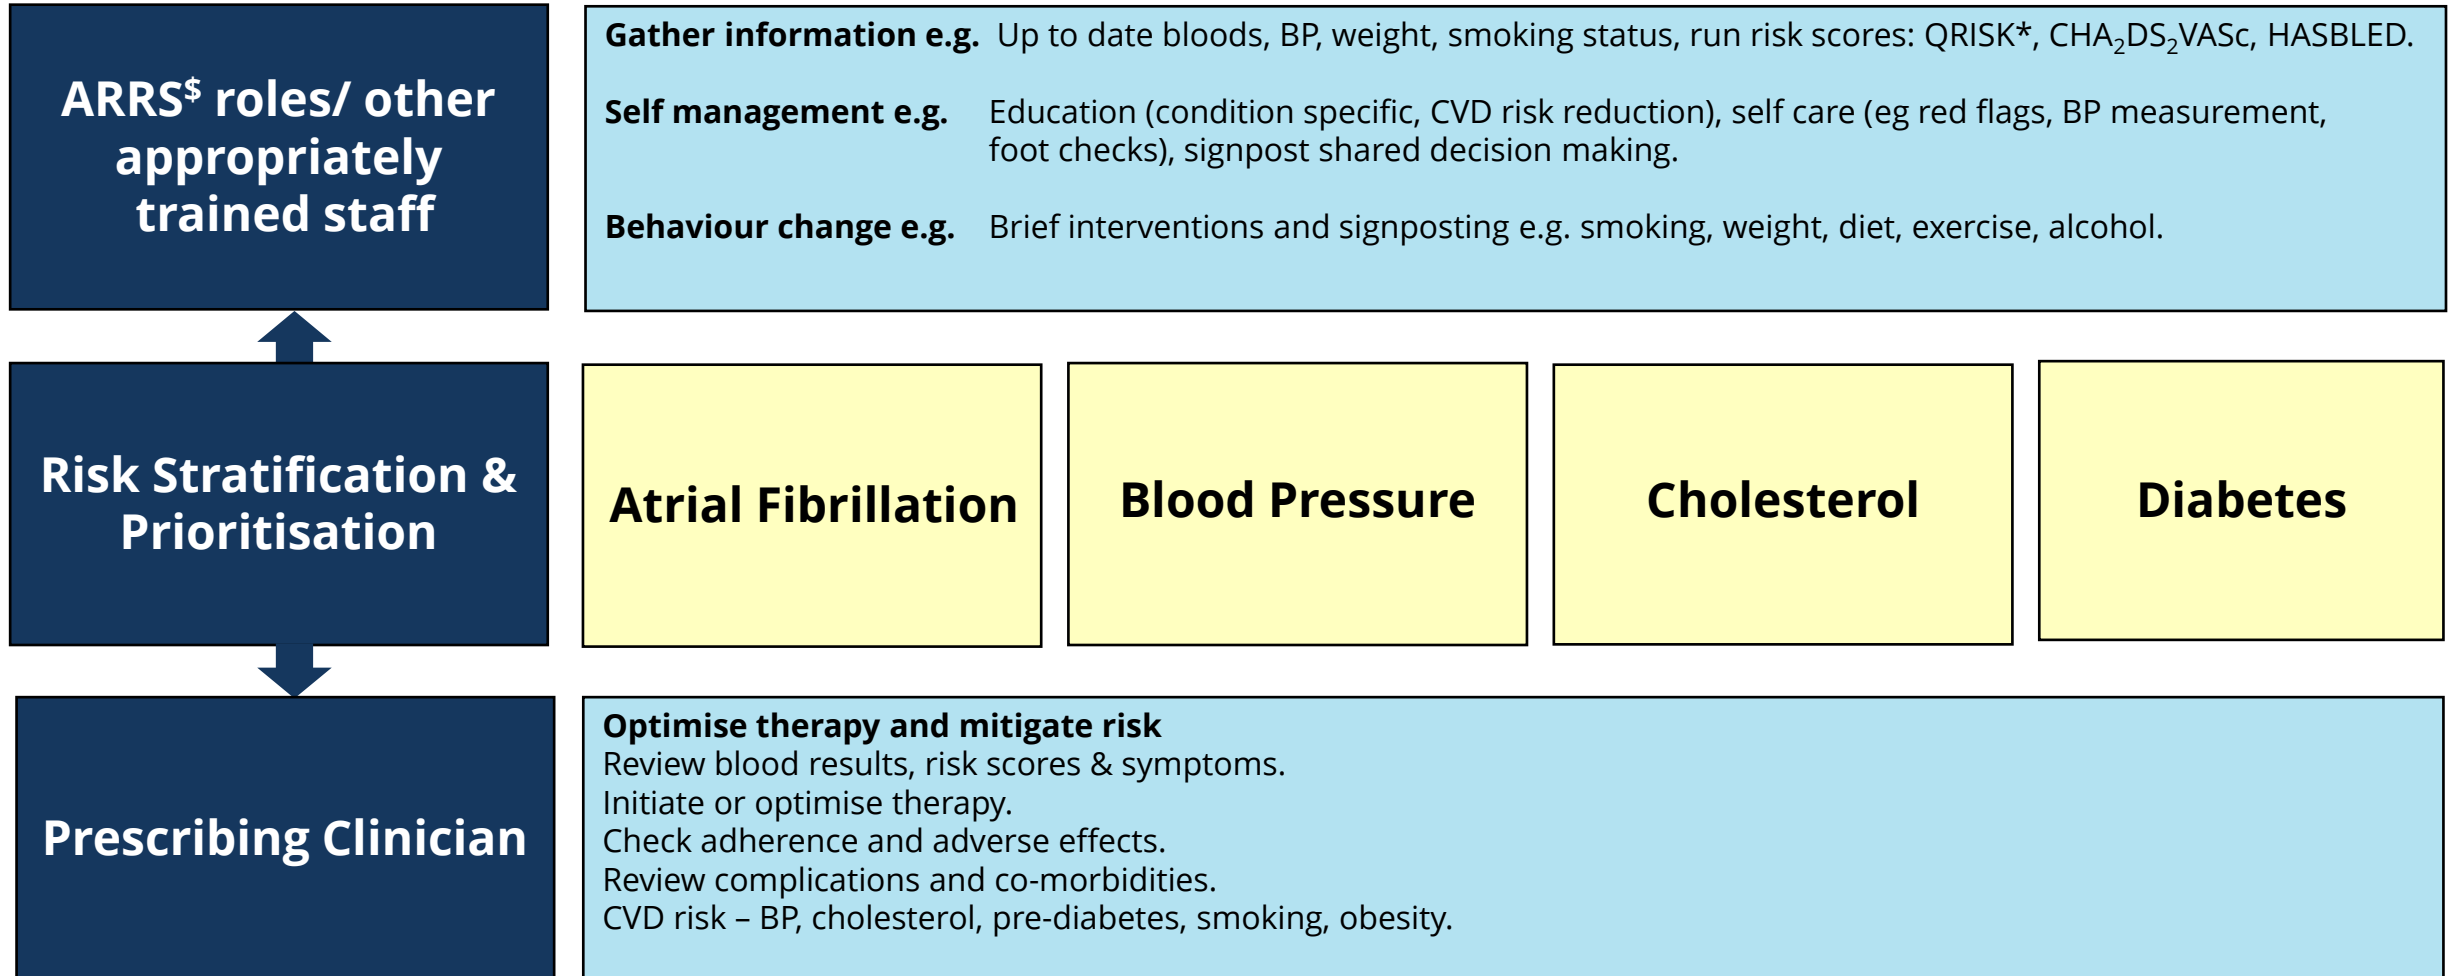 ARRS$ roles/ other
appropriately
trained staff
Gather information e.g. Up to date bloods, BP, weight, smoking status, run risk scores: QRISK*, CHA₂DS₂VASc, HASBLED.
Self management e.g. Education (condition specific, CVD risk reduction), self care (eg red flags, BP measurement,
foot checks), signpost shared decision making.
Behaviour change e.g. Brief interventions and signposting e.g. smoking, weight, diet, exercise, alcohol.
Risk Stratification &
Prioritisation
Atrial Fibrillation
Blood Pressure
Cholesterol
Diabetes
Prescribing Clinician
Optimise therapy and mitigate risk
Review blood results, risk scores & symptoms.
Initiate or optimise therapy.
Check adherence and adverse effects.
Review complications and co-morbidities.
CVD risk – BP, cholesterol, pre-diabetes, smoking, obesity.